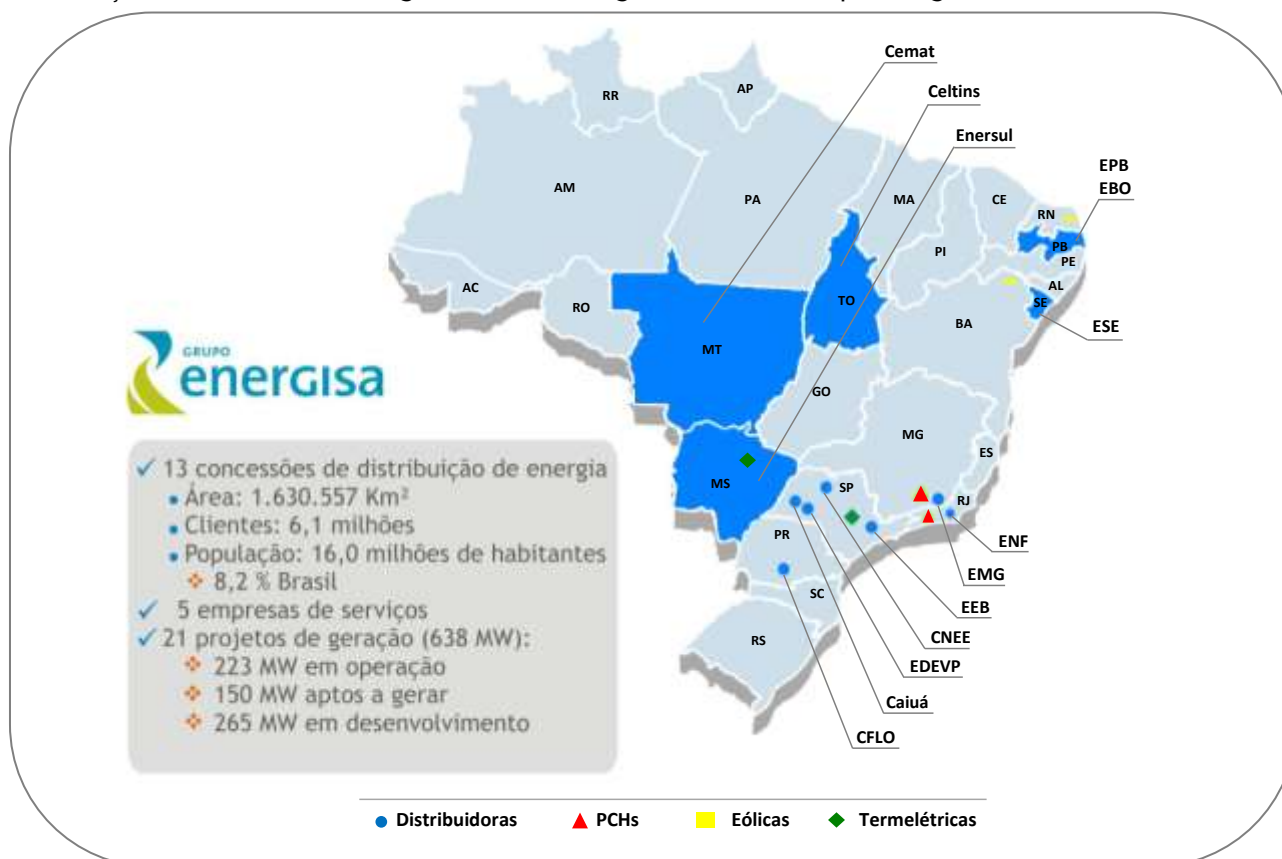 Cemat
Celtins
Enersul
EPB
EBO
ESE
ENF
EMG
EEB
CNEE
EDEVP
Caiuá
CFLO
RR
AP
AM
PA
MA
CE
RN
PB
PE
PI
AL
SE
AC
RO
TO
BA
MT
GO
MG
ES
MS
SP
RJ
PR
SC
RS
GRUPO
energisa
✓ 13 concessões de distribuição de energia
• Área: 1.630.557 Km²
• Clientes: 6,1 milhões
• População: 16,0 milhões de habitantes
❖ 8,2 % Brasil
✓ 5 empresas de serviços
✓ 21 projetos de geração (638 MW):
❖ 223 MW em operação
❖ 150 MW aptos a gerar
❖ 265 MW em desenvolvimento
Distribuidoras PCHs Eólicas Termelétricas